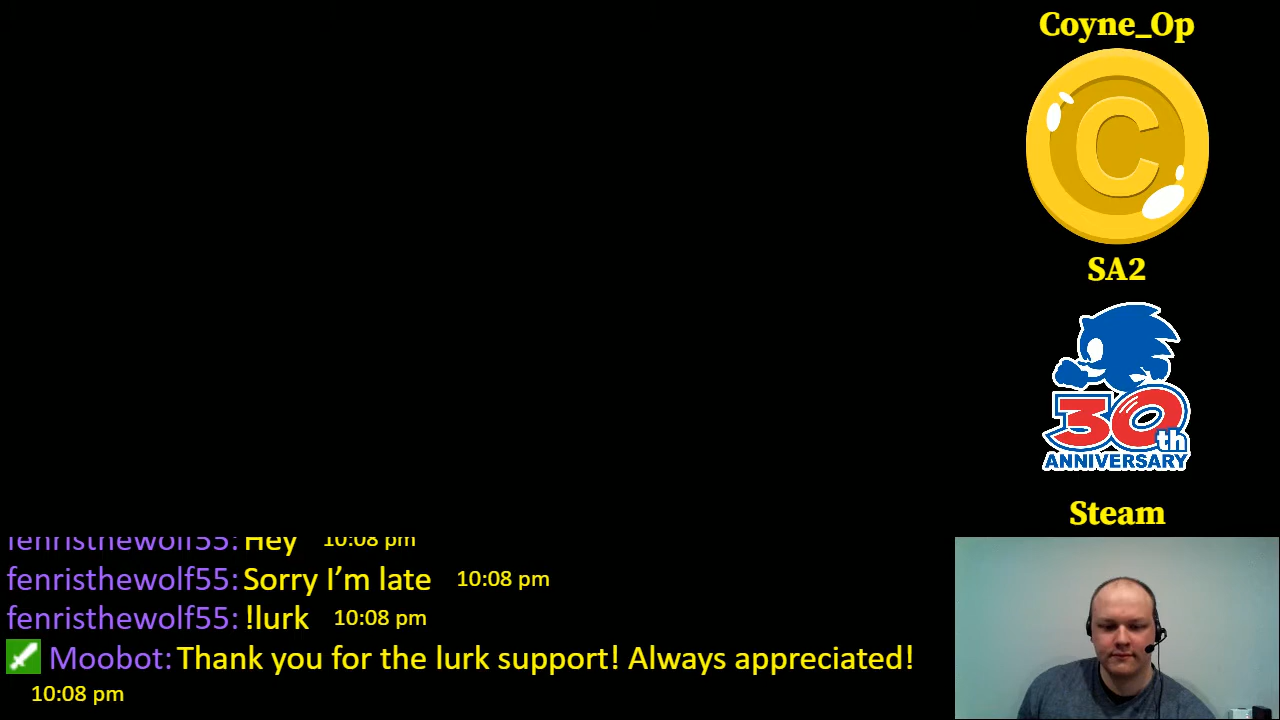 Coyne_Op
C
SA2
30th
ANNIVERSARY
Steam
fenristhewolf55: Hey 10:08 pm
fenristhewolf55: Sorry I’m late 10:08 pm
fenristhewolf55: !lurk 10:08 pm
Moobot: Thank you for the lurk support! Always appreciated!
10:08 pm